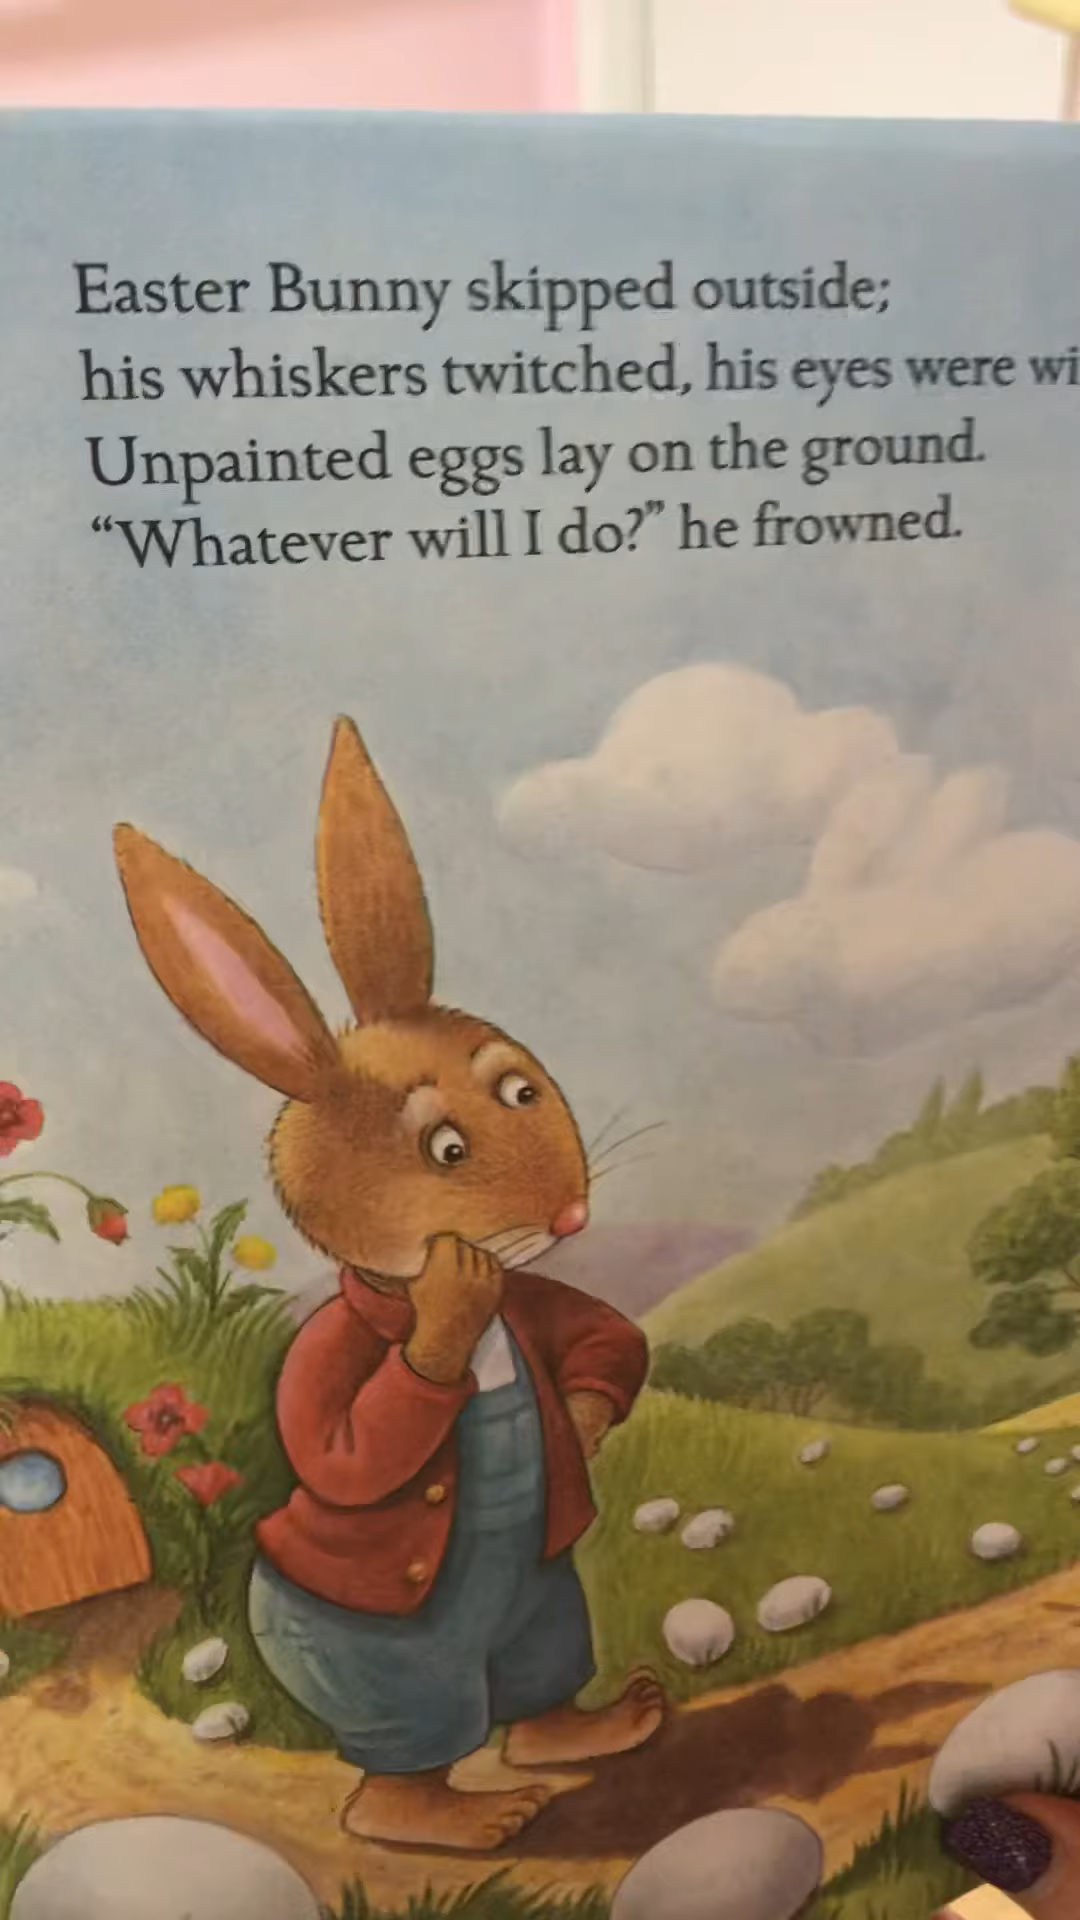 Easter Bunny skipped outside;
his whiskers twitched, his eyes were
Unpainted eggs lay on the ground.
“Whatever will I do?” he frowned.